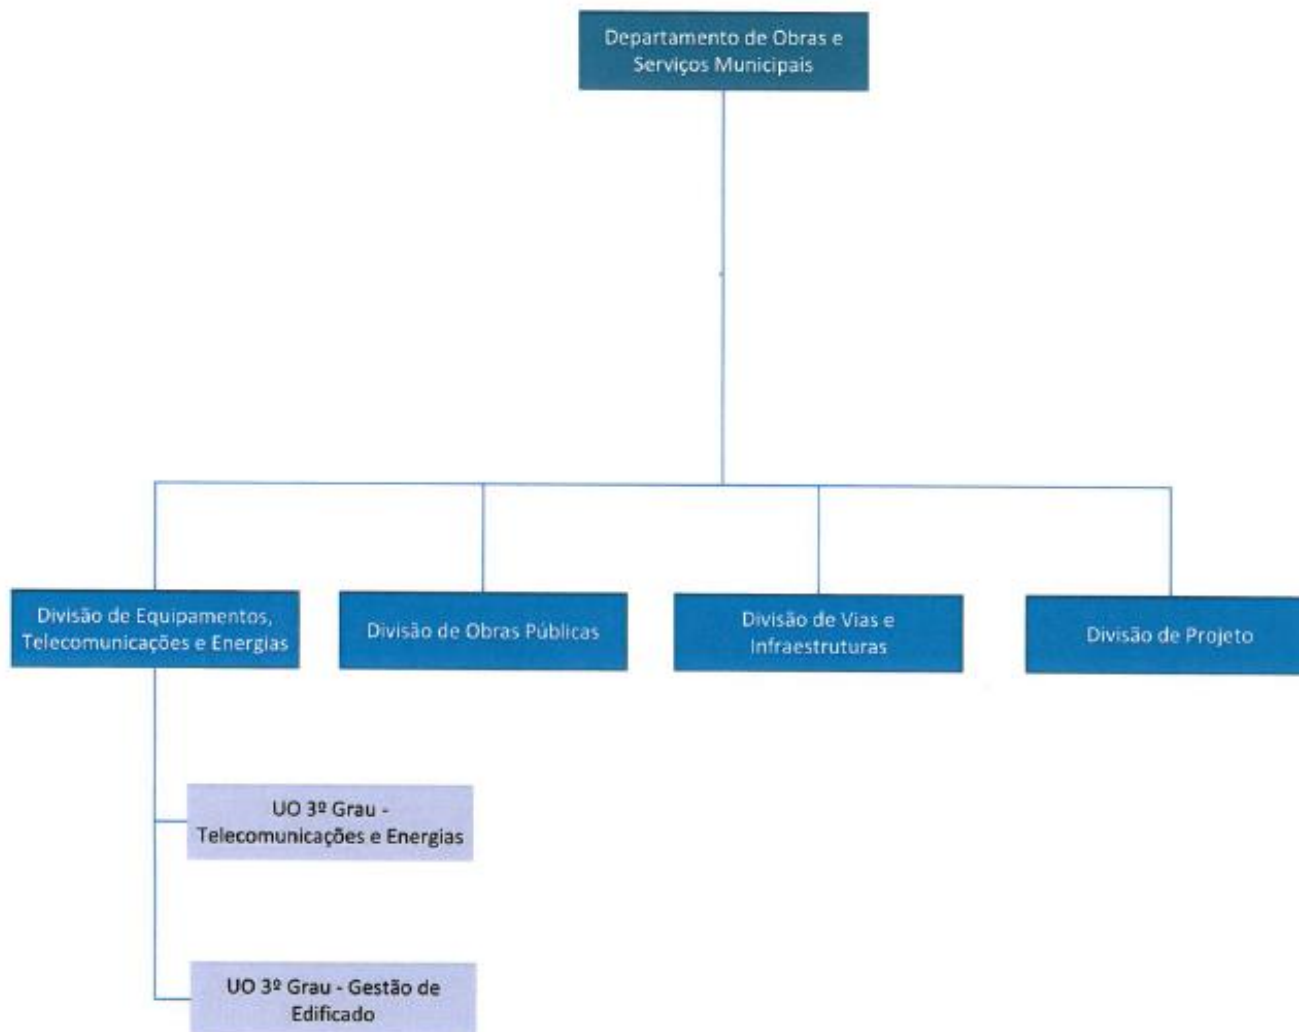 Departamento de Obras e
Serviços Municipais
Divisão de Equipamentos,
Telecomunicações e Energias
Divisão de Obras Públicas
Divisão de Vias e
Infraestruturas
Divisão de Projeto
UO 3º Grau -
Telecomunicações e Energias
UO 3º Grau - Gestão de
Edificado